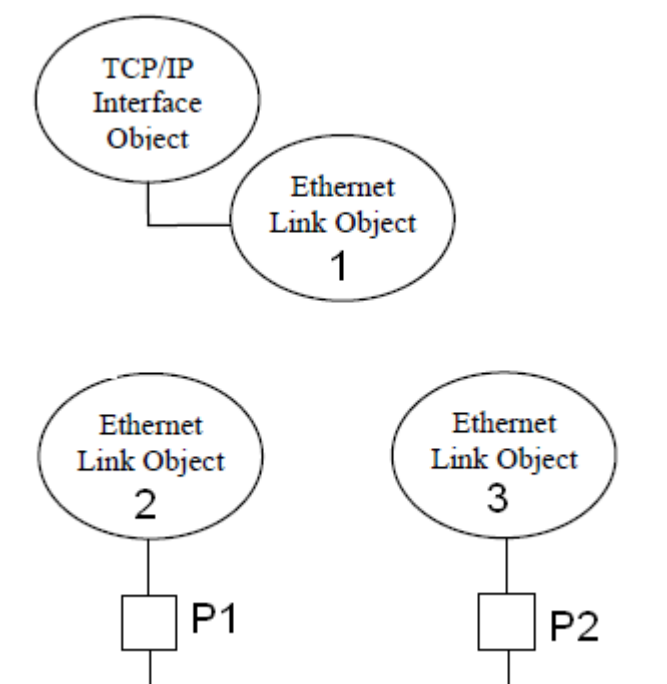 TCP/IP
Interface
Object
Ethernet
Link Object
1
Ethernet
Link Object
2
Ethernet
Link Object
3
P1
P2